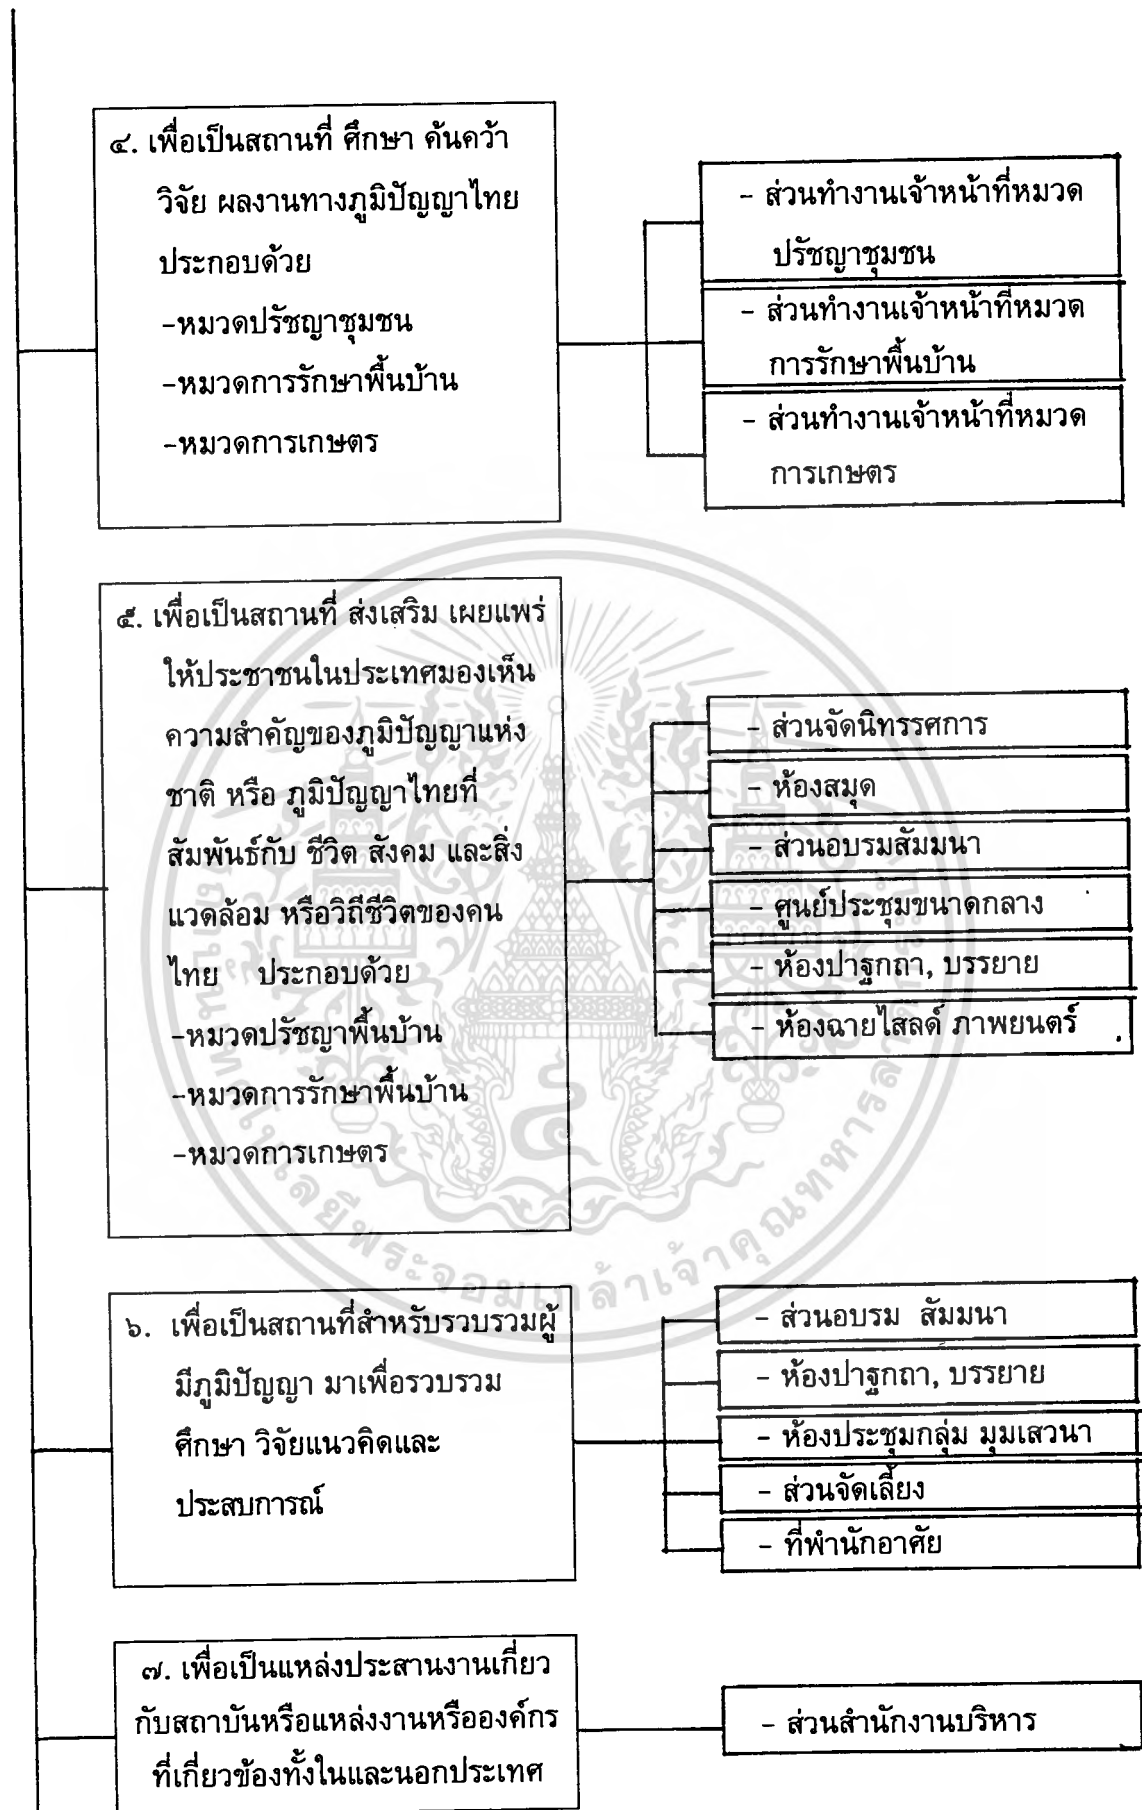 ๔. เพื่อเป็นสถานที่ ศึกษา ค้นคว้า
วิจัย ผลงานทางภูมิปัญญาไทย
ประกอบด้วย
-หมวดปรัชญาชุมชน
-หมวดการรักษาพื้นบ้าน
-หมวดการเกษตร
- ส่วนทำงานเจ้าหน้าที่หมวด
ปรัชญาชุมชน
- ส่วนทำงานเจ้าหน้าที่หมวด
การรักษาพื้นบ้าน
- ส่วนทำงานเจ้าหน้าที่หมวด
การเกษตร
๕. เพื่อเป็นสถานที่ ส่งเสริม เผยแพร่
ให้ประชาชนในประเทศมองเห็น
ความสำคัญของภูมิปัญญาแห่ง
ชาติ หรือ ภูมิปัญญาไทยที่
สัมพันธ์กับ ชีวิต สังคม และสิ่ง
แวดล้อม หรือวิถีชีวิตของคน
ไทย ประกอบด้วย
-หมวดปรัชญาพื้นบ้าน
-หมวดการรักษาพื้นบ้าน
-หมวดการเกษตร
- ส่วนจัดนิทรรศการ
- ห้องสมุด
- ส่วนอบรมสัมมนา
- ศูนย์ประชุมขนาดกลาง
- ห้องปาฐกถา, บรรยาย
- ห้องฉายไสลด์ ภาพยนตร์
๖. เพื่อเป็นสถานที่สำหรับรวบรวมผู้
มีภูมิปัญญา มาเพื่อรวบรวม
ศึกษา วิจัยแนวคิดและ
ประสบการณ์
- ส่วนอบรม สัมมนา
- ห้องปาฐกถา, บรรยาย
- ห้องประชุมกลุ่ม มุมเสวนา
- ส่วนจัดเลี้ยง
- ที่พำนักอาศัย
๗. เพื่อเป็นแหล่งประสานงานเกี่ยว
กับสถาบันหรือแหล่งงานหรือองค์กร
ที่เกี่ยวข้องทั้งในและนอกประเทศ
- ส่วนสำนักงานบริหาร